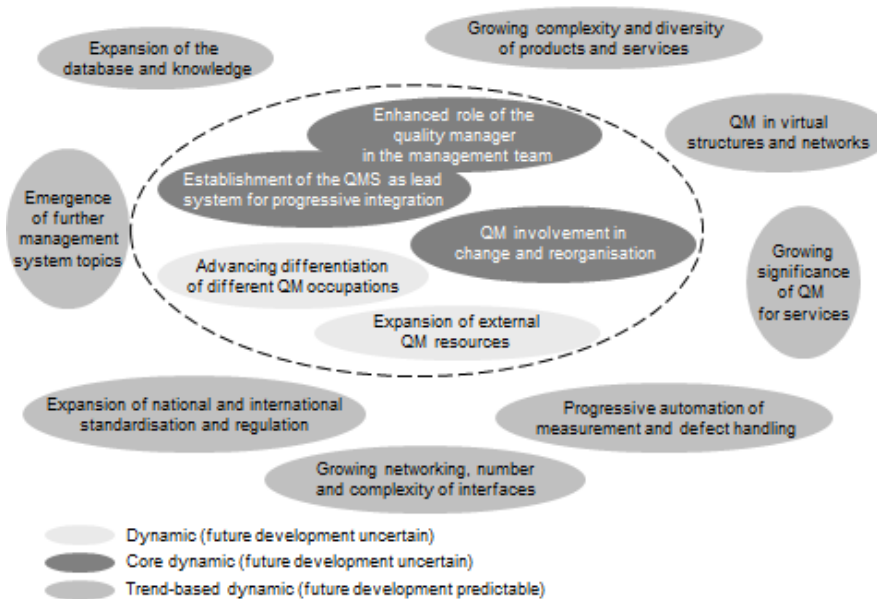 Expansion of the
database and knowledge
Growing complexity and diversity
of products and services
Enhanced role of the
quality manager
in the management team
QM in virtual
structures and networks
Establishment of the QMS as lead
system for progressive integration
Emergence
of further
management
system topics
QM involvement in
change and reorganisation
Growing
significance
of QM
for services
Advancing differentiation
of different QM occupations
Expansion of external
QM resources
Expansion of national and international
standardisation and regulation
Progressive automation of
measurement and defect handling
Growing networking, number
and complexity of interfaces
Dynamic (future development uncertain)
Core dynamic (future development uncertain)
Trend-based dynamic (future development predictable)